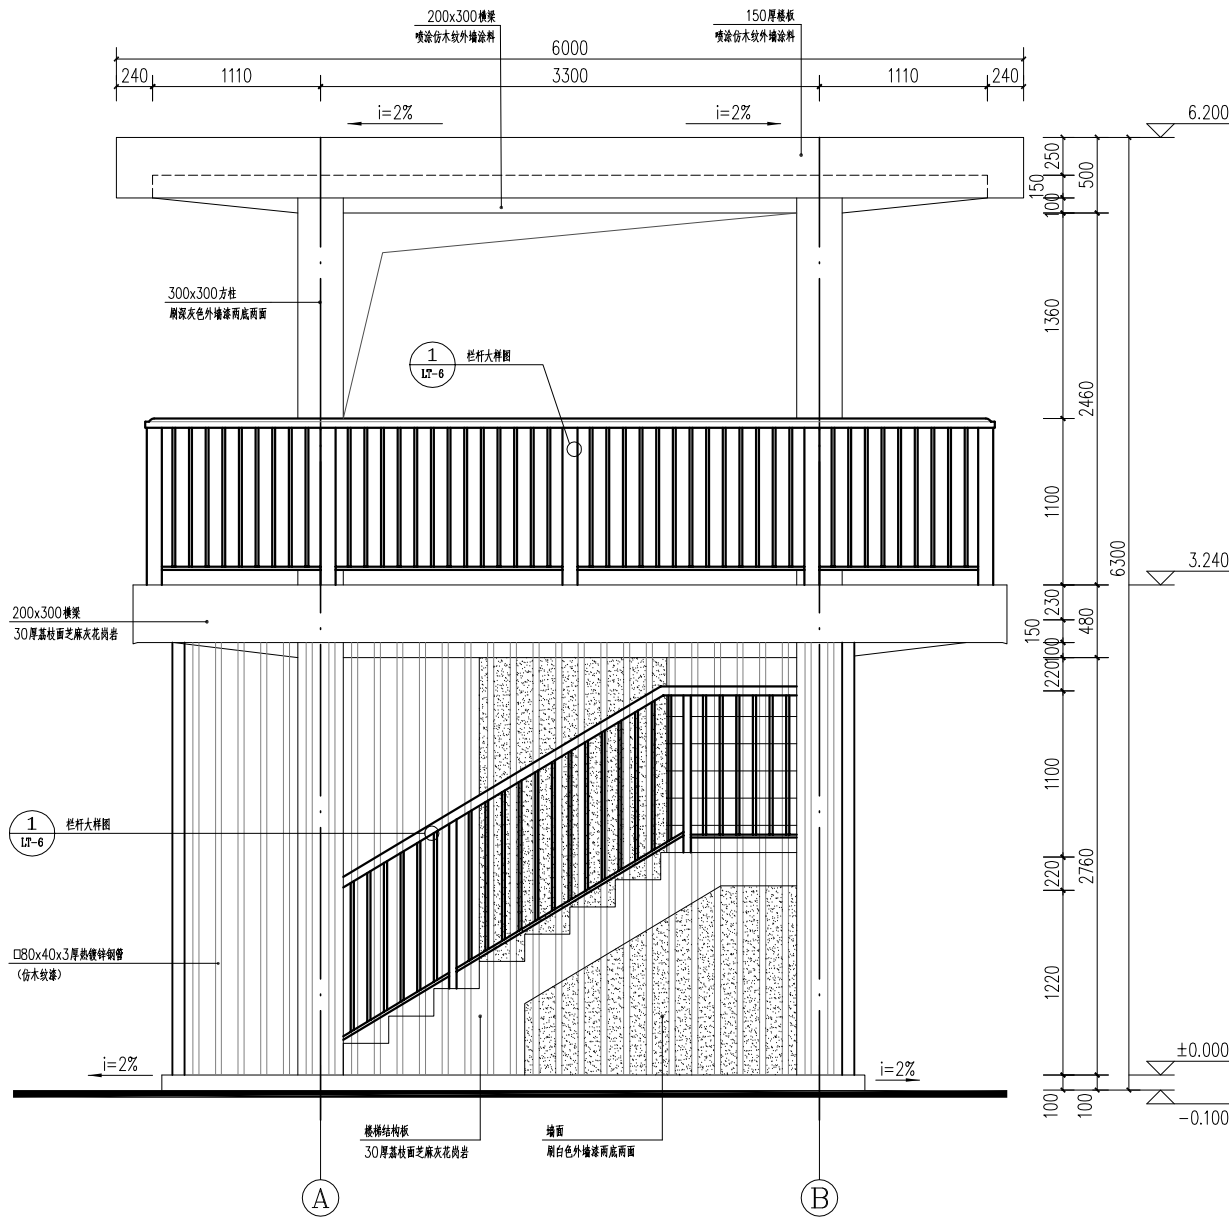 200x300横梁
喷涂仿木纹外墙涂料
150厚楼板
喷涂仿木纹外墙涂料
6000
240
1110
3300
1110
240
i=2%
i=2%
6.200
250
500
150
100
300x300方柱
刷深灰色外墙漆两底两面
1360
1
LT-6
栏杆大样图
2460
1100
6300
3.240
200x300横梁
30厚荔枝面芝麻灰花岗岩
230
480
150
100
220
1100
1
LT-6
栏杆大样图
220
2760
□80x40x3厚热镀锌钢管
(仿木纹漆)
1220
±0.000
i=2%
i=2%
100
100
-0.100
楼梯结构板
30厚荔枝面芝麻灰花岗岩
墙面
刷白色外墙漆两底两面
A
B